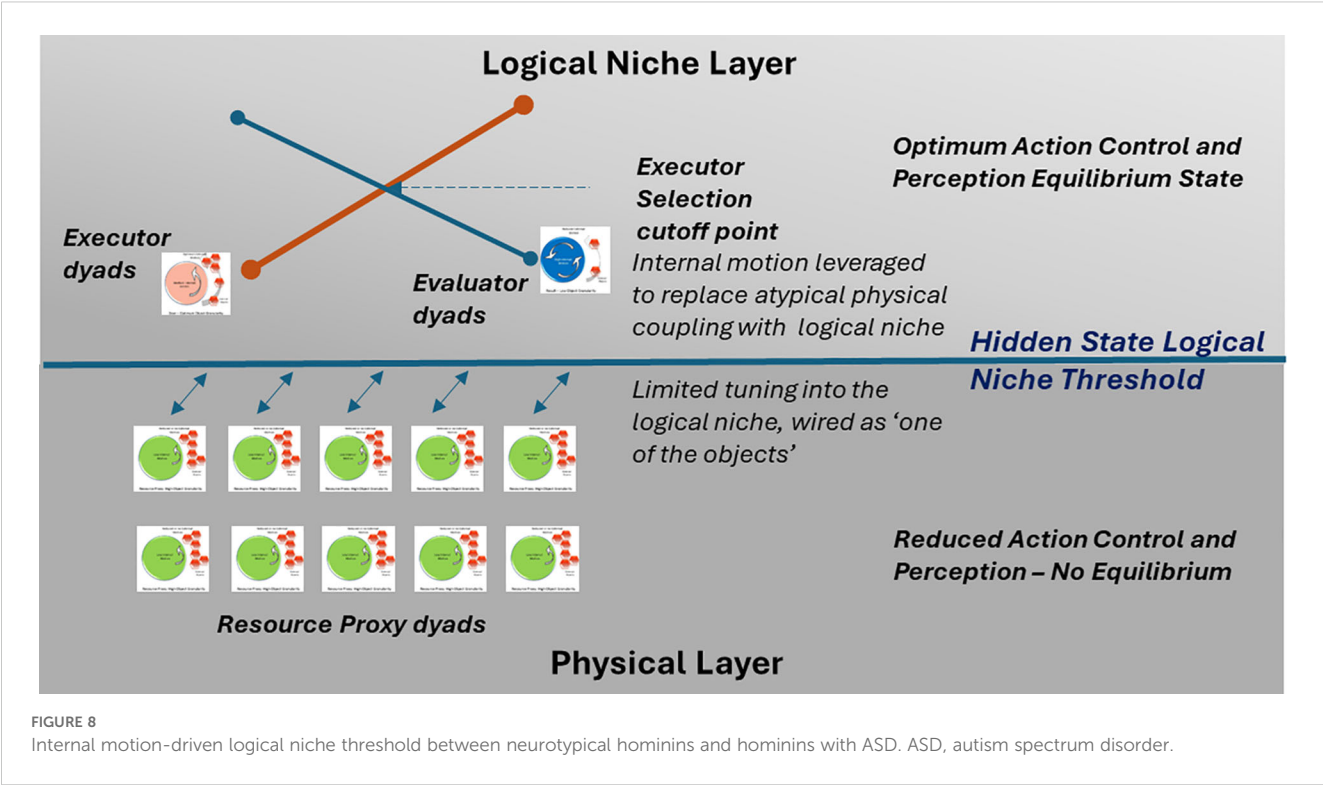 Logical Niche Layer
Optimum Action Control and
Perception Equilibrium State
Executor
Selection
cutoff point
Internal motion leveraged
to replace atypical physical
coupling with logical niche
Executor
dyads
Evaluator
dyads
Hidden State Logical
Niche Threshold
Limited tuning into the
logical niche, wired as ‘one
of the objects’
Reduced Action Control and
Perception – No Equilibrium
Resource Proxy dyads
Physical Layer
FIGURE 8
Internal motion-driven logical niche threshold between neurotypical hominins and hominins with ASD. ASD, autism spectrum disorder.